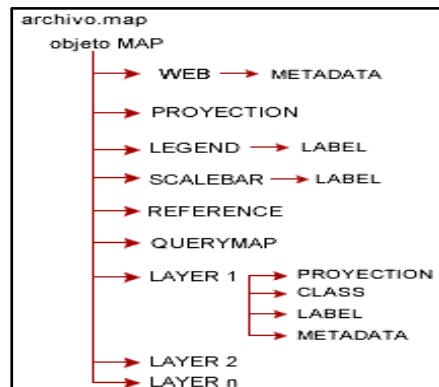 archivo.map
objeto MAP
WEB METADATA
PROYECTION
LEGEND LABEL
SCALEBAR LABEL
REFERENCE
QUERYMAP
LAYER 1 PROYECTION
CLASS
LABEL
METADATA
LAYER 2
LAYER n